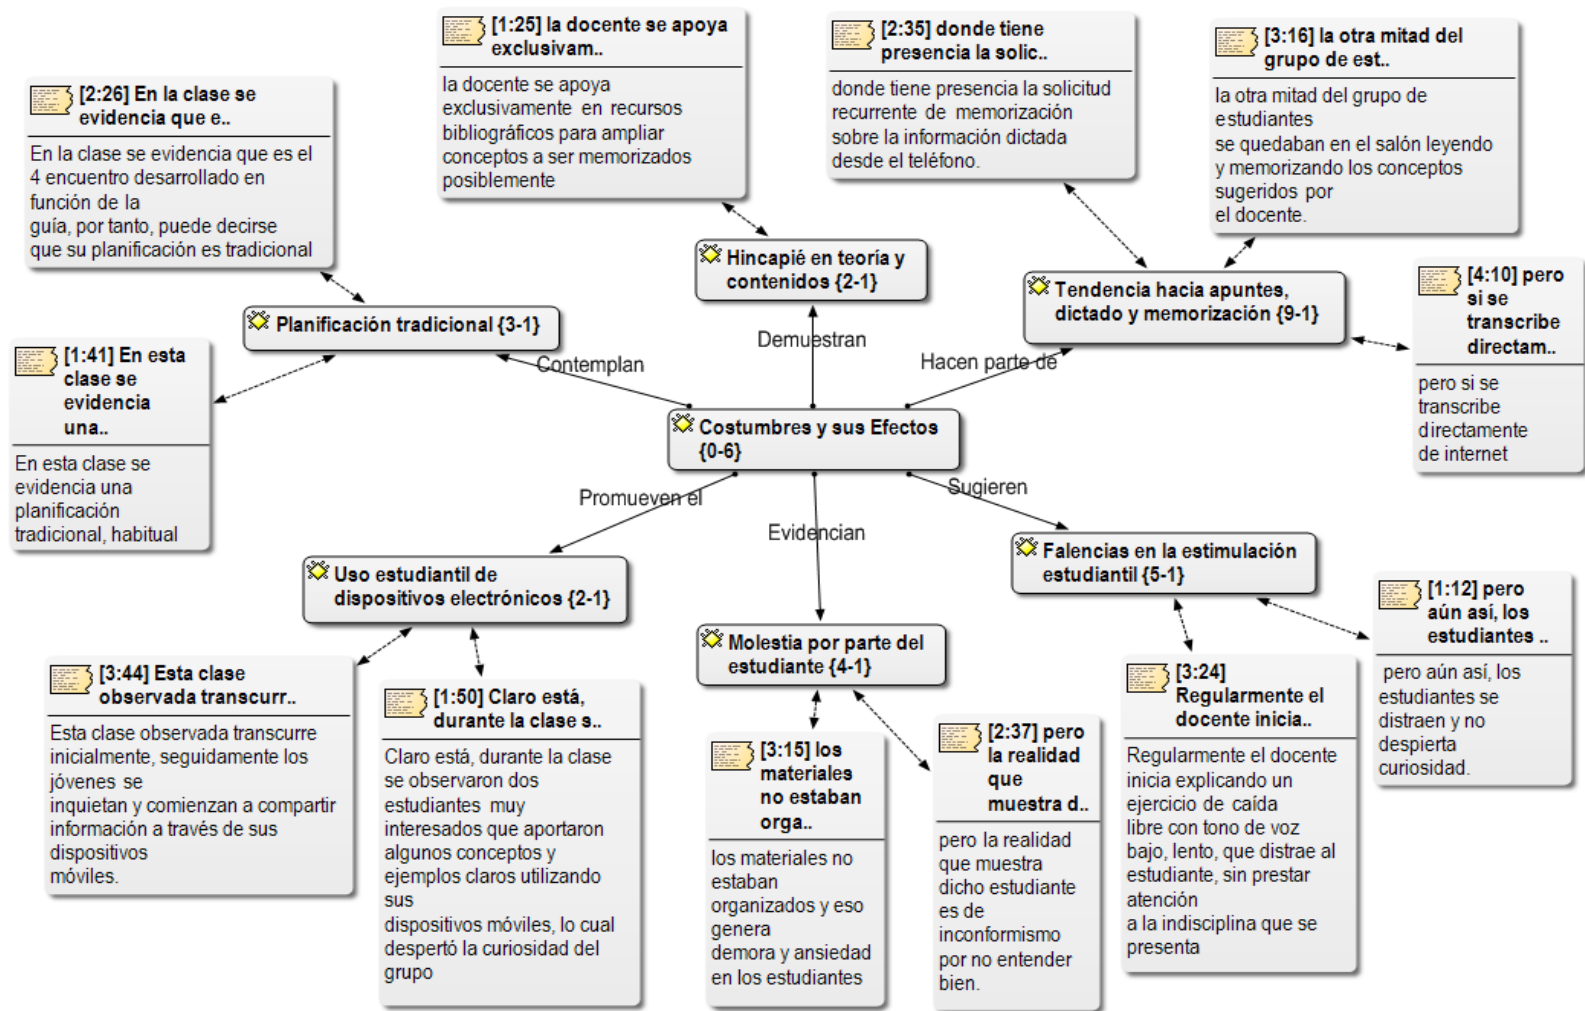 [1:25] la docente se apoya
exclusivam..
la docente se apoya
exclusivamente en recursos
bibliográficos para ampliar
conceptos a ser memorizados
posiblemente
[2:35] donde tiene
presencia la solic..
donde tiene presencia la solicitud
recurrente de memorización
sobre la información dictada
desde el teléfono.
[3:16] la otra mitad del
grupo de est..
la otra mitad del grupo de
estudiantes
se quedaban en el salón leyendo
y memorizando los conceptos
sugeridos por
el docente.
[2:26] En la clase se
evidencia que e..
En la clase se evidencia que es el
4 encuentro desarrollado en
función de la
guía, por tanto, puede decirse
que su planificación es tradicional
Hincapié en teoría y
contenidos {2-1}
Tendencia hacia apuntes,
dictado y memorización {9-1}
[4:10] pero
si se
transcribe
directam..
pero si se
transcribe
directamente
de internet
Planificación tradicional {3-1}
[1:41] En esta
clase se
evidencia
una..
En esta clase se
evidencia una
planificación
tradicional, habitual
Contemplan
Demuestran
Hacen parte de
Costumbres y sus Efectos
{0-6}
Promueven el
Evidencian
Sugieren
Uso estudiantil de
dispositivos electrónicos {2-1}
Molestia por parte del
estudiante {4-1}
Falencias en la estimulación
estudiantil {5-1}
[3:44] Esta clase
observada transcurr..
Esta clase observada transcurre
inicialmente, seguidamente los
jóvenes se
inquietan y comienzan a compartir
información a través de sus
dispositivos
móviles.
[1:50] Claro está,
durante la clase s..
Claro está, durante la clase
se observaron dos
estudiantes muy
interesados que aportaron
algunos conceptos y
ejemplos claros utilizando
sus
dispositivos móviles, lo cual
despertó la curiosidad del
grupo
[3:15] los
materiales
no estaban
orga..
los materiales no
estaban
organizados y eso
genera
demora y ansiedad
en los estudiantes
[2:37] pero
la realidad
que
muestra d..
pero la realidad
que muestra
dicho estudiante
es de
inconformismo
por no entender
bien.
[3:24]
Regularmente el
docente inicia..
Regularmente el docente
inicia explicando un
ejercicio de caída
libre con tono de voz
bajo, lento, que distrae al
estudiante, sin prestar
atención
a la indisciplina que se
presenta
[1:12] pero
aún así, los
estudiantes ..
pero aún así, los
estudiantes se
distraen y no
despierta
curiosidad.